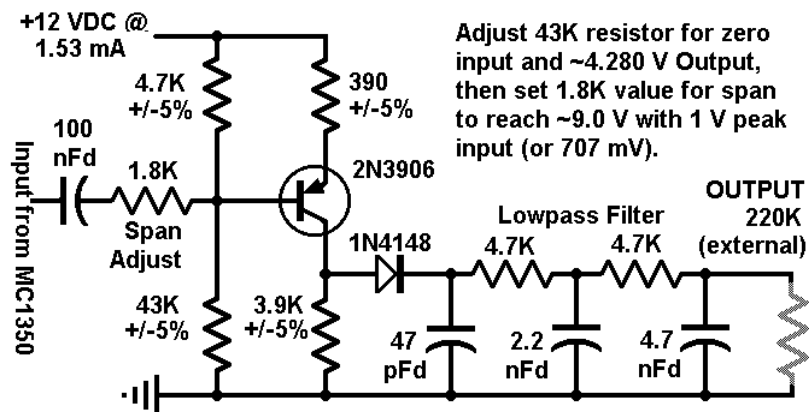 +12 VDC @
1.53 mA
Adjust 43K resistor for zero
input and ~4.280 V Output,
then set 1.8K value for span
to reach ~9.0 V with 1 V peak
input (or 707 mV).
4.7K
+/-5%
390
+/-5%
100
nFd
Input from MC1350
1.8K
Span
Adjust
2N3906
OUTPUT
220K
(external)
Lowpass Filter
1N4148
4.7K
4.7K
43K
+/-5%
3.9K
+/-5%
47
pFd
2.2
nFd
4.7
nFd